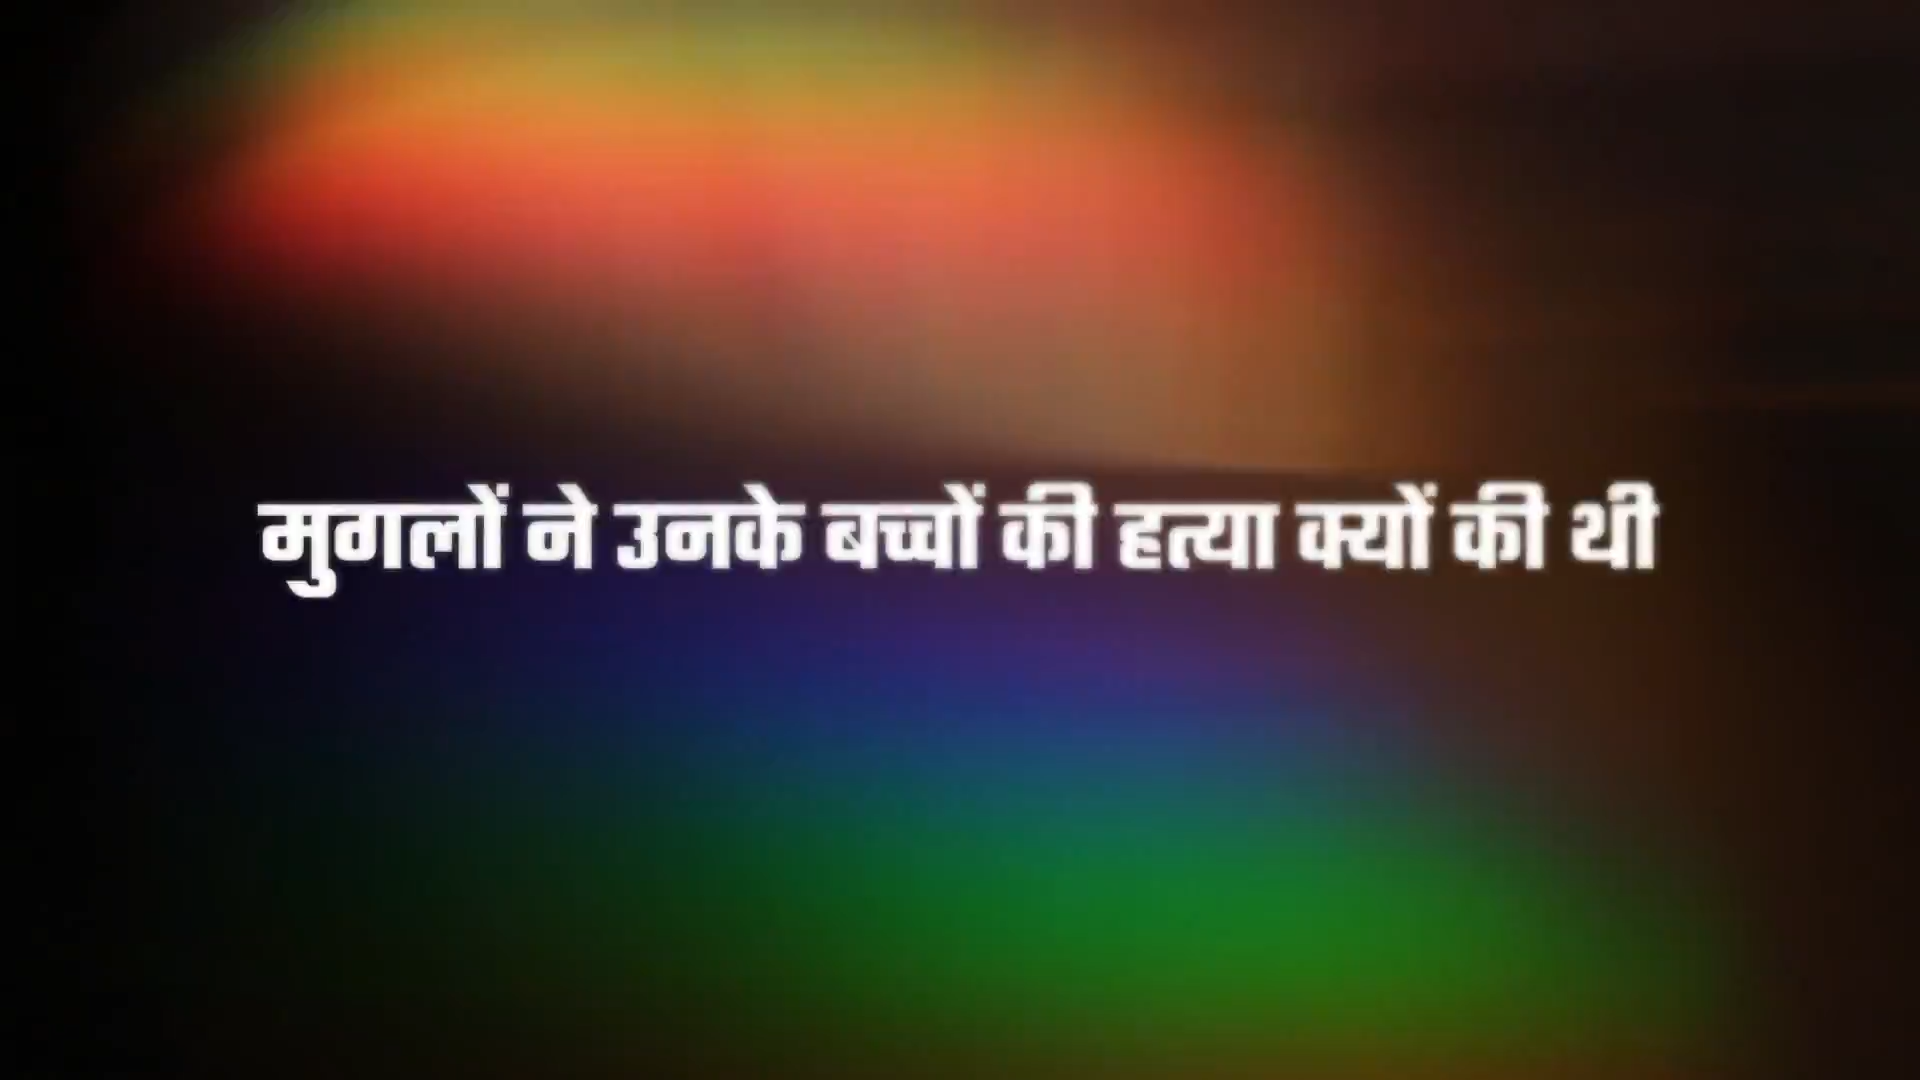 मुगलों ने उनके बच्चों की हत्या क्यों की थी